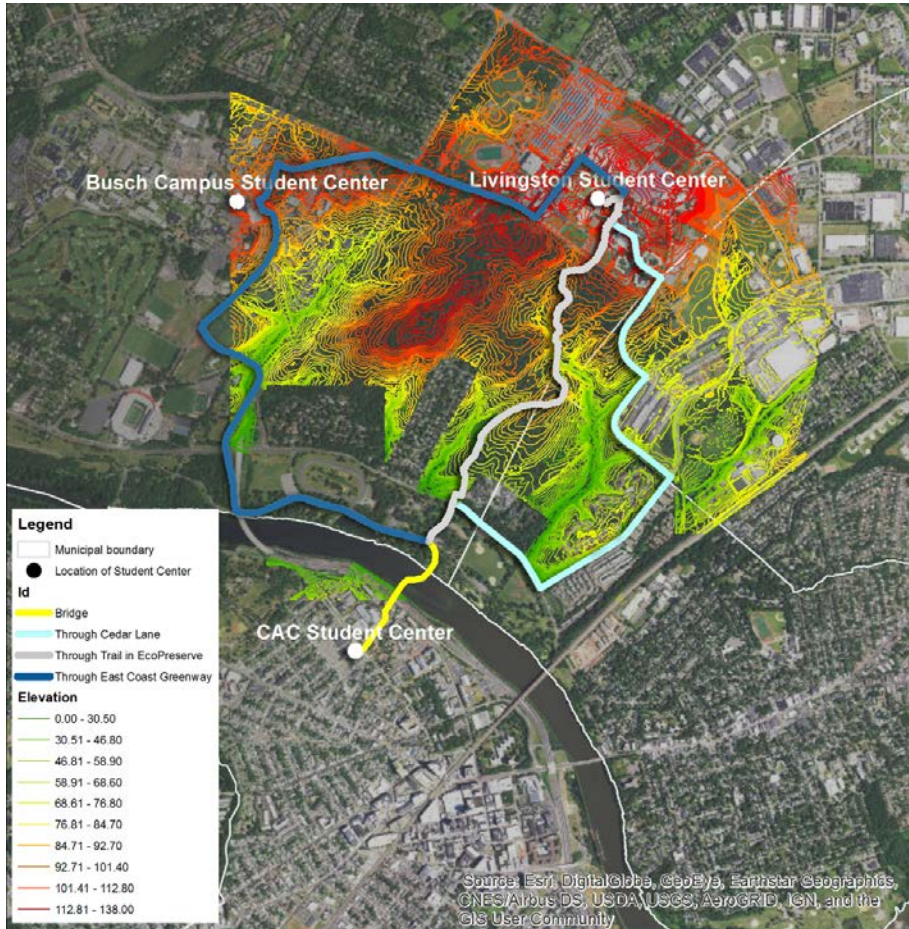 Busch Campus Student Center
Livingston Student Center
CAC Student Center
Legend
Municipal boundary
Location of Student Center
Id
Bridge
Through Cedar Lane
Through Trail in EcoPreserve
Through East Coast Greenway
Elevation
0.00 - 30.50
30.51 - 46.80
46.81 - 58.90
58.91 - 68.60
68.61 - 76.80
76.81 - 84.70
84.71 - 92.70
92.71 - 101.40
101.41 - 112.80
112.81 - 138.00
Source: Esri, DigitalGlobe, GeoEye, Earthstar Geographics,
CNES/Airbus DS, USDA, USGS, AeroGRID, IGN, and the
GIS User Community